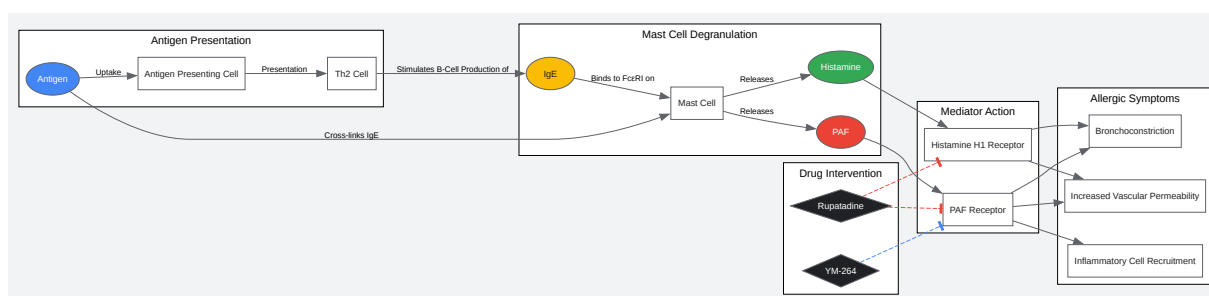 Antigen Presentation
Antigen
Uptake
Antigen Presenting Cell
Presentation
Th2 Cell
Stimulates B-Cell Production of
Cross-links IgE
Mast Cell Degranulation
IgE
Binds to FcεRI on
Mast Cell
Releases
Histamine
Releases
PAF
Mediator Action
Histamine H1 Receptor
PAF Receptor
Drug Intervention
Rupatadine
YM-264
Allergic Symptoms
Bronchoconstriction
Increased Vascular Permeability
Inflammatory Cell Recruitment